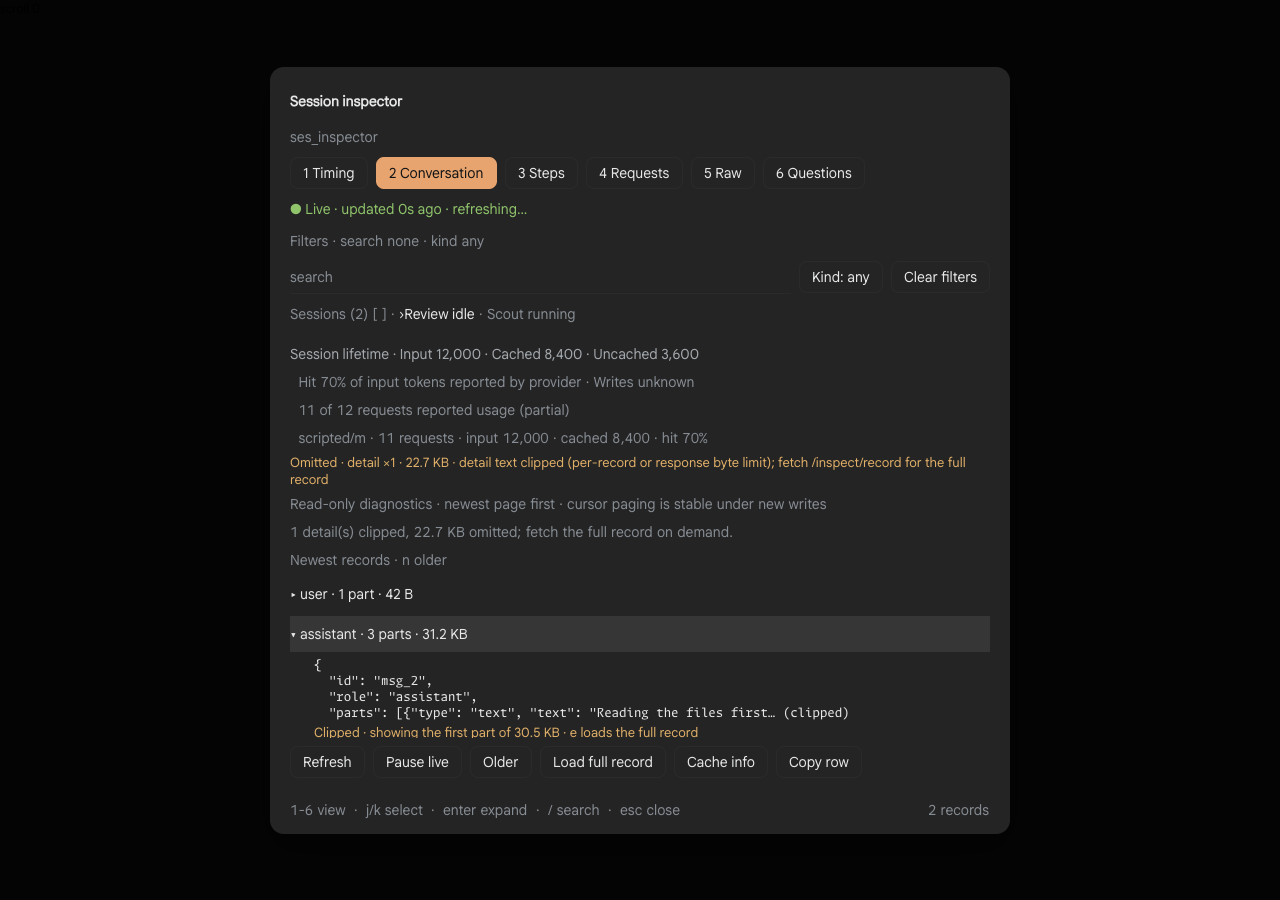 Session inspector
ses_inspector
1 Timing 2 Conversation 3 Steps 4 Requests 5 Raw 6 Questions
● Live · updated 0s ago · refreshing…
Filters · search none · kind any
search Kind: any Clear filters
Sessions (2) [ ] · ›Review idle · Scout running
Session lifetime · Input 12,000 · Cached 8,400 · Uncached 3,600
Hit 70% of input tokens reported by provider · Writes unknown
11 of 12 requests reported usage (partial)
scripted/m · 11 requests · input 12,000 · cached 8,400 · hit 70%
Omitted · detail ×1 · 22.7 KB · detail text clipped (per-record or response byte limit); fetch /inspect/record for the full
record
Read-only diagnostics · newest page first · cursor paging is stable under new writes
1 detail(s) clipped, 22.7 KB omitted; fetch the full record on demand.
Newest records · n older
▸ user · 1 part · 42 B
▾ assistant · 3 parts · 31.2 KB
{
"id": "msg_2",
"role": "assistant",
"parts": [{"type": "text", "text": "Reading the files first… (clipped)
Clipped · showing the first part of 30.5 KB · e loads the full record
Refresh Pause live Older Load full record Cache info Copy row
1-6 view · j/k select · enter expand · / search · esc close 2 records